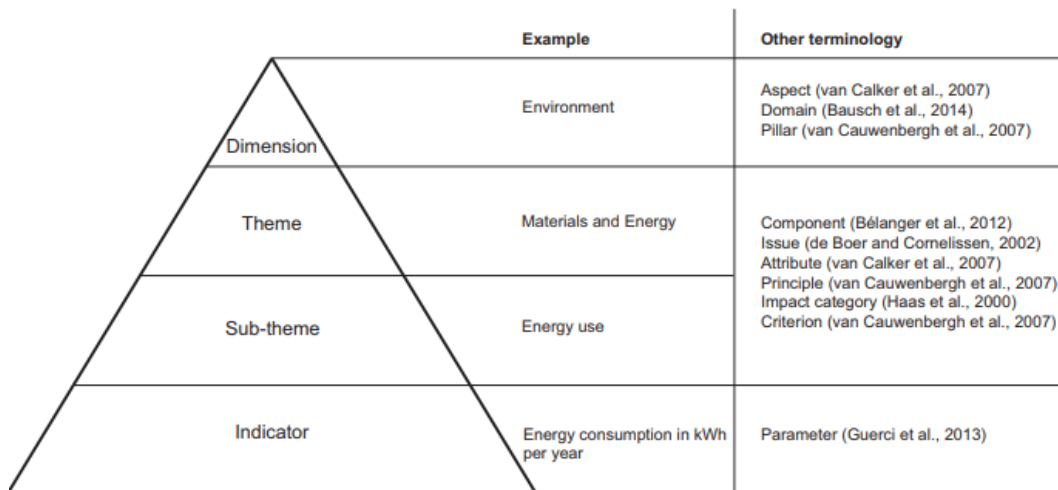 Example
Other terminology
Dimension
Environment
Aspect (van Calker et al., 2007)
Domain (Bausch et al., 2014)
Pillar (van Cauwenbergh et al., 2007)
Theme
Materials and Energy
Sub-theme
Energy use
Component (Bélanger et al., 2012)
Issue (de Boer and Cornelissen, 2002)
Attribute (van Calker et al., 2007)
Principle (van Cauwenbergh et al., 2007)
Impact category (Haas et al., 2000)
Criterion (van Cauwenbergh et al., 2007)
Indicator
Energy consumption in kWh
per year
Parameter (Guerci et al., 2013)